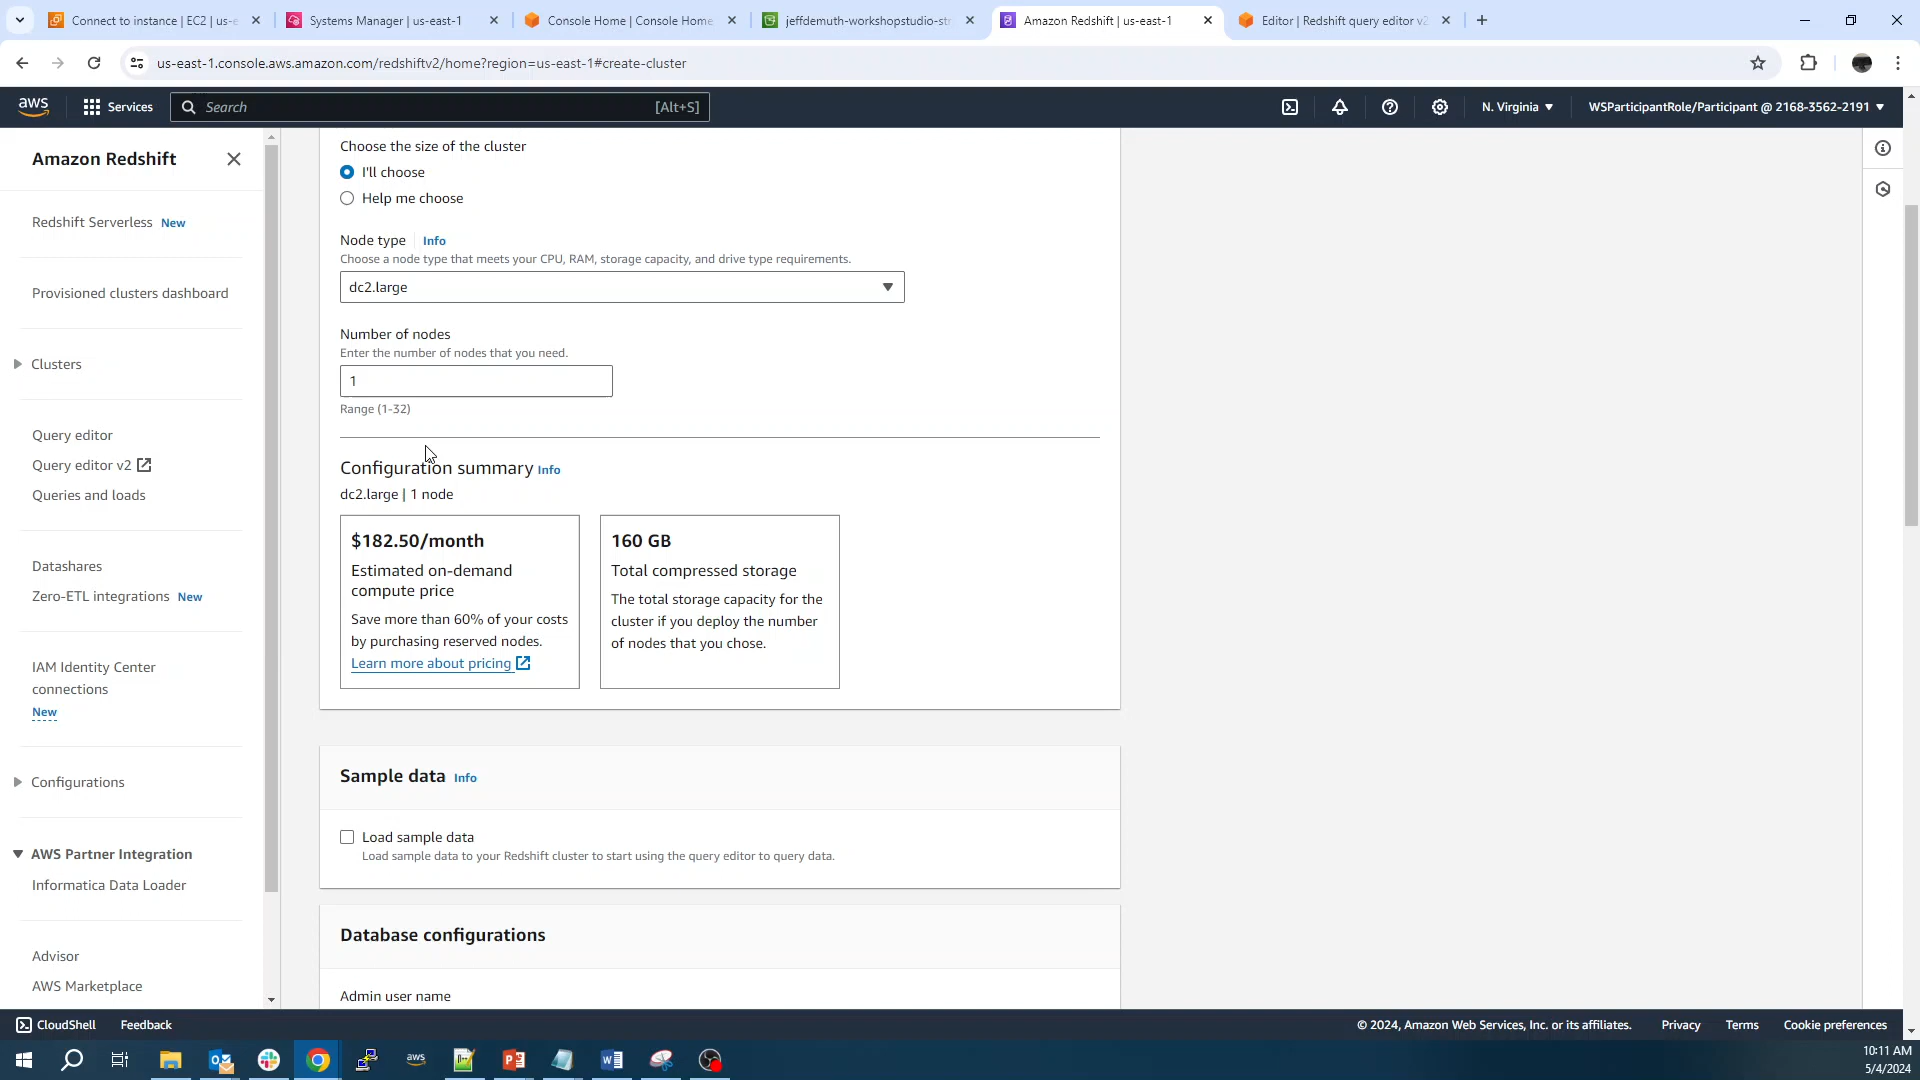 Connect to instance | EC2 | us-e
Systems Manager | us-east-1
Console Home | Console Home
jeffdemuth-workshopstudio-str
Amazon Redshift | us-east-1
Editor | Redshift query editor v2
us-east-1.console.aws.amazon.com/redshiftv2/home?region=us-east-1#create-cluster
aws
Services
Search
[Alt+S]
N. Virginia
WSParticipantRole/Participant @ 2168-3562-2191
Amazon Redshift
Redshift Serverless New
Provisioned clusters dashboard
Clusters
Query editor
Query editor v2
Queries and loads
Datashares
Zero-ETL integrations New
IAM Identity Center
connections
New
Configurations
AWS Partner Integration
Informatica Data Loader
Advisor
AWS Marketplace
Choose the size of the cluster
I'll choose
Help me choose
Node type Info
Choose a node type that meets your CPU, RAM, storage capacity, and drive type requirements.
dc2.large
Number of nodes
Enter the number of nodes that you need.
1
Range (1-32)
Configuration summary Info
dc2.large | 1 node
$182.50/month
Estimated on-demand
compute price
Save more than 60% of your costs
by purchasing reserved nodes.
Learn more about pricing
160 GB
Total compressed storage
The total storage capacity for the
cluster if you deploy the number
of nodes that you chose.
Sample data Info
Load sample data
Load sample data to your Redshift cluster to start using the query editor to query data.
Database configurations
Admin user name
CloudShell
Feedback
© 2024, Amazon Web Services, Inc. or its affiliates.
Privacy
Terms
Cookie preferences
aws
10:11 AM
5/4/2024